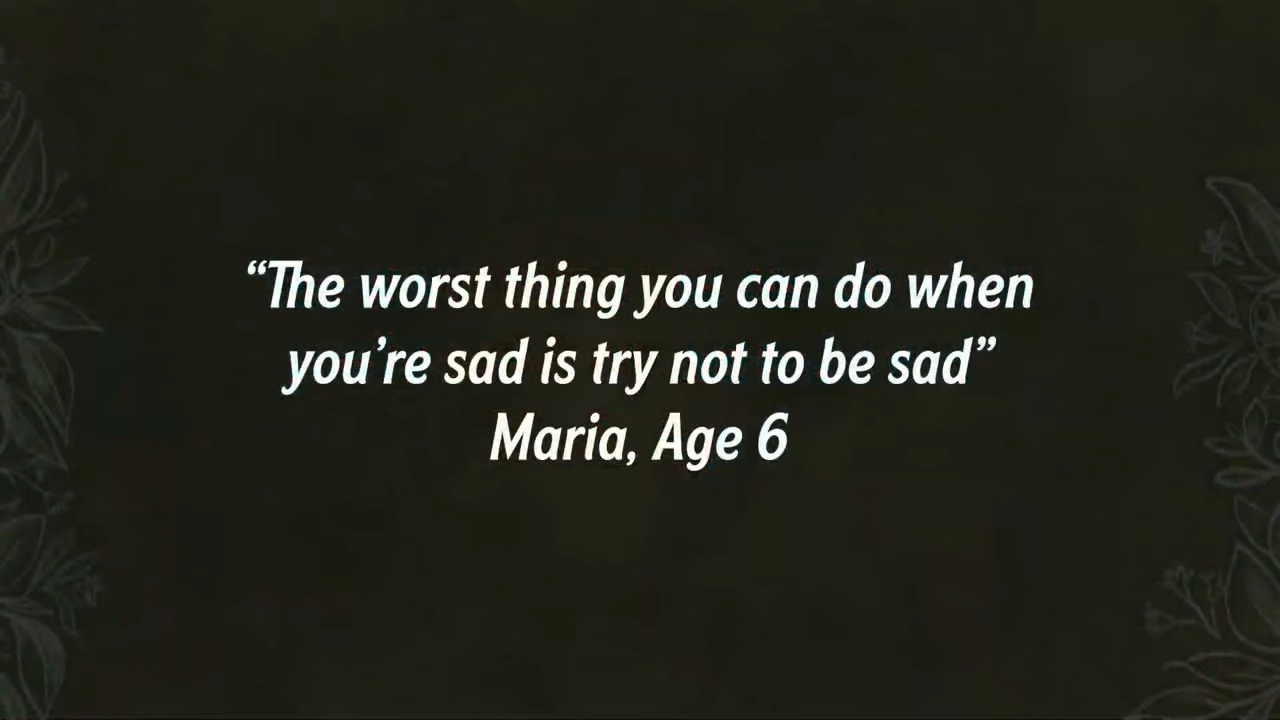 “The worst thing you can do when
you’re sad is try not to be sad”
Maria, Age 6